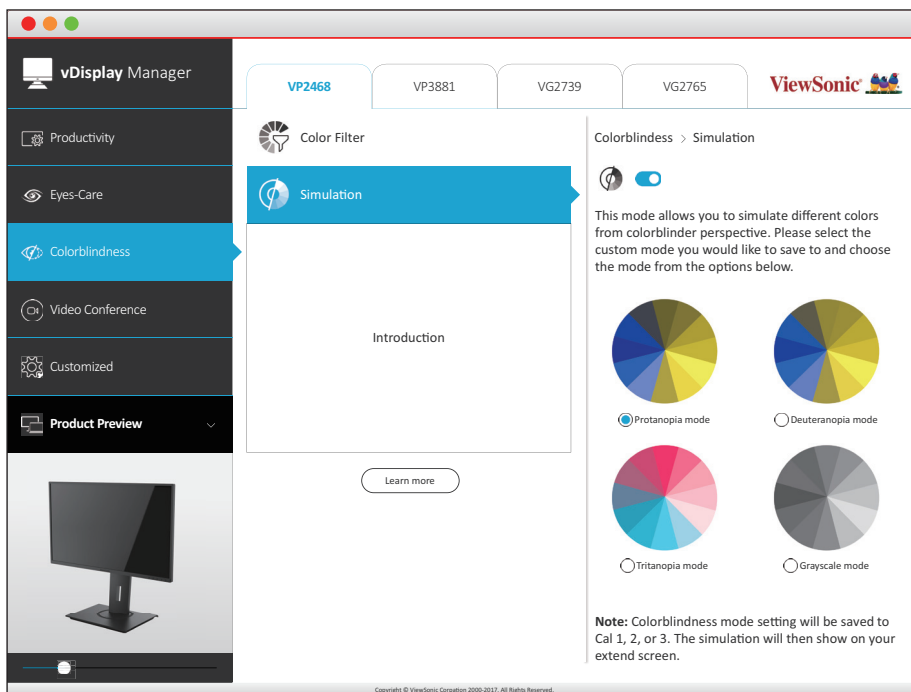 vDisplay Manager
VP2468
VP3881
VG2739
VG2765
ViewSonic
Productivity
Eyes-Care
Colorblindness
Video Conference
Customized
Product Preview
Color Filter
Simulation
Introduction
Learn more
Colorblindess > Simulation
This mode allows you to simulate different colors
from colorblinder perspective. Please select the
custom mode you would like to save to and choose
the mode from the options below.
Protanopia mode
Deuteranopia mode
Tritanopia mode
Grayscale mode
Note: Colorblindness mode setting will be saved to
Cal 1, 2, or 3. The simulation will then show on your
extend screen.
Copyright © ViewSonic Corpation 2000-2017. All Rights Reserved.